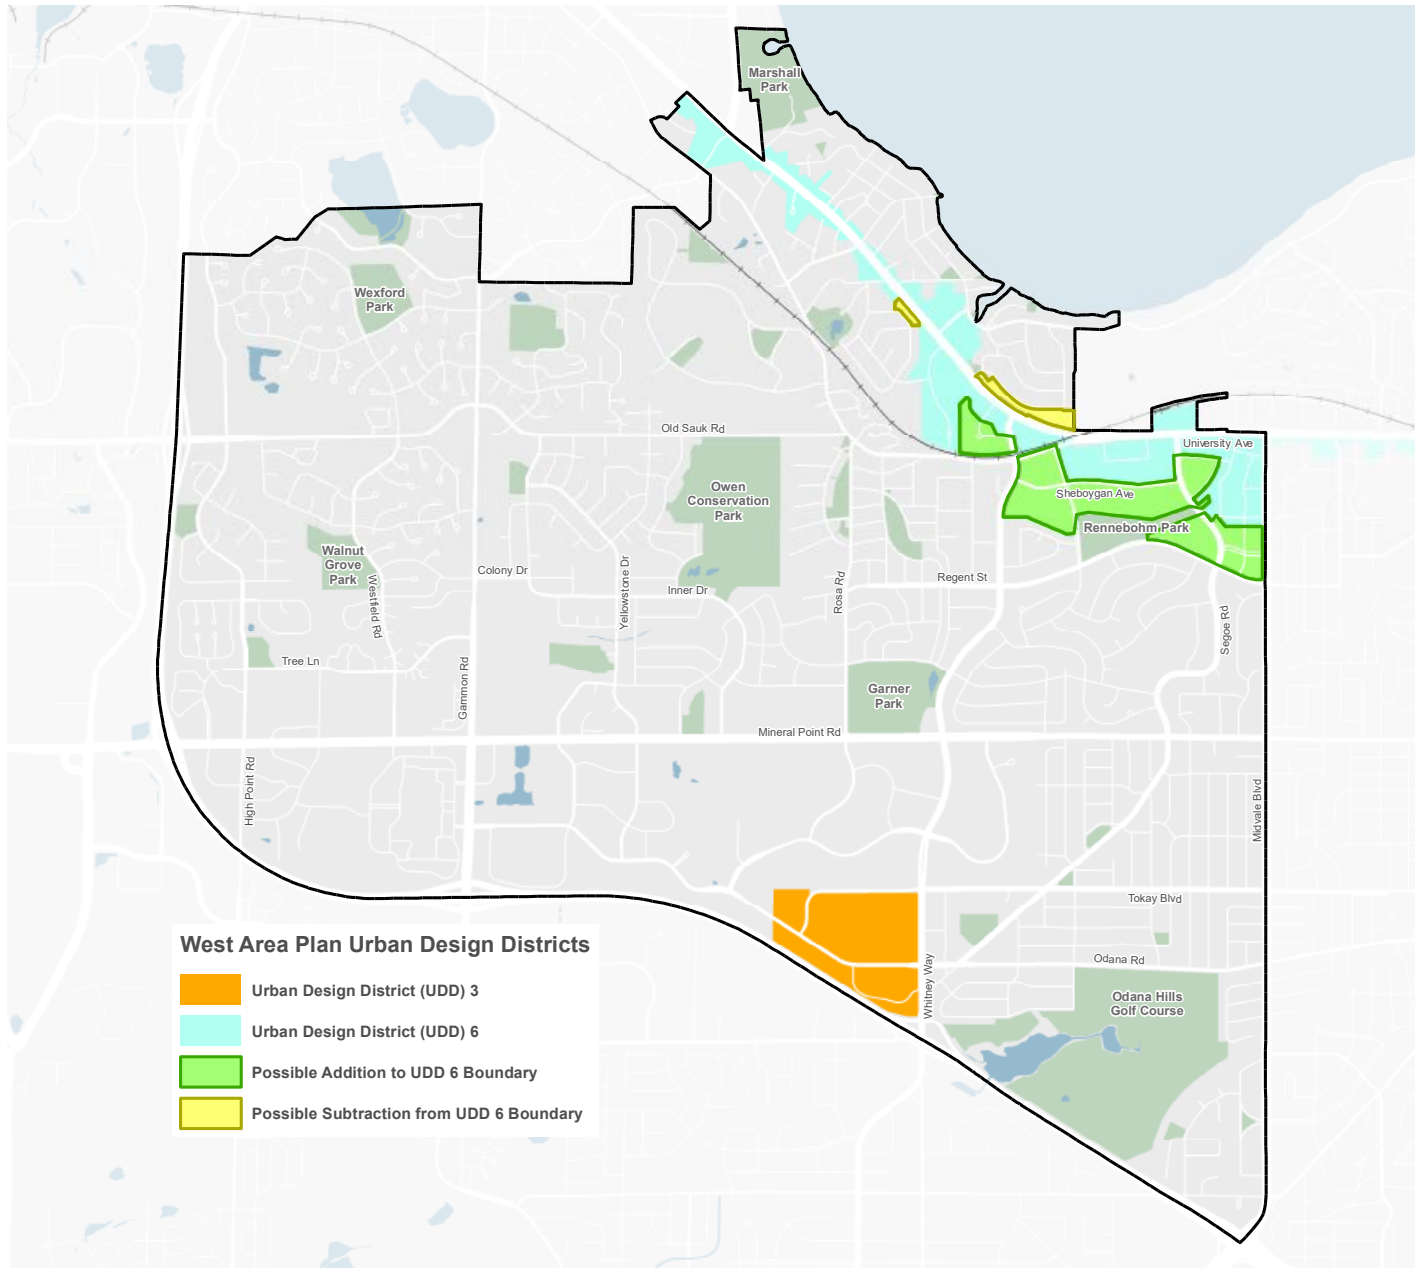 Marshall
Park
Wexford
Park
Old Sauk Rd
University Ave
Owen
Conservation
Park
Sheboygan Ave
Rennebohm Park
Walnut
Grove
Park
Westfield Rd
Colony Dr
Yellowstone Dr
Inner Dr
Rosa Rd
Regent St
Segoe Rd
Tree Ln
Gammon Rd
Garner
Park
Mineral Point Rd
High Point Rd
Midvale Blvd
Tokay Blvd
Whitney Way
Odana Rd
Odana Hills
Golf Course
West Area Plan Urban Design Districts
Urban Design District (UDD) 3
Urban Design District (UDD) 6
Possible Addition to UDD 6 Boundary
Possible Subtraction from UDD 6 Boundary